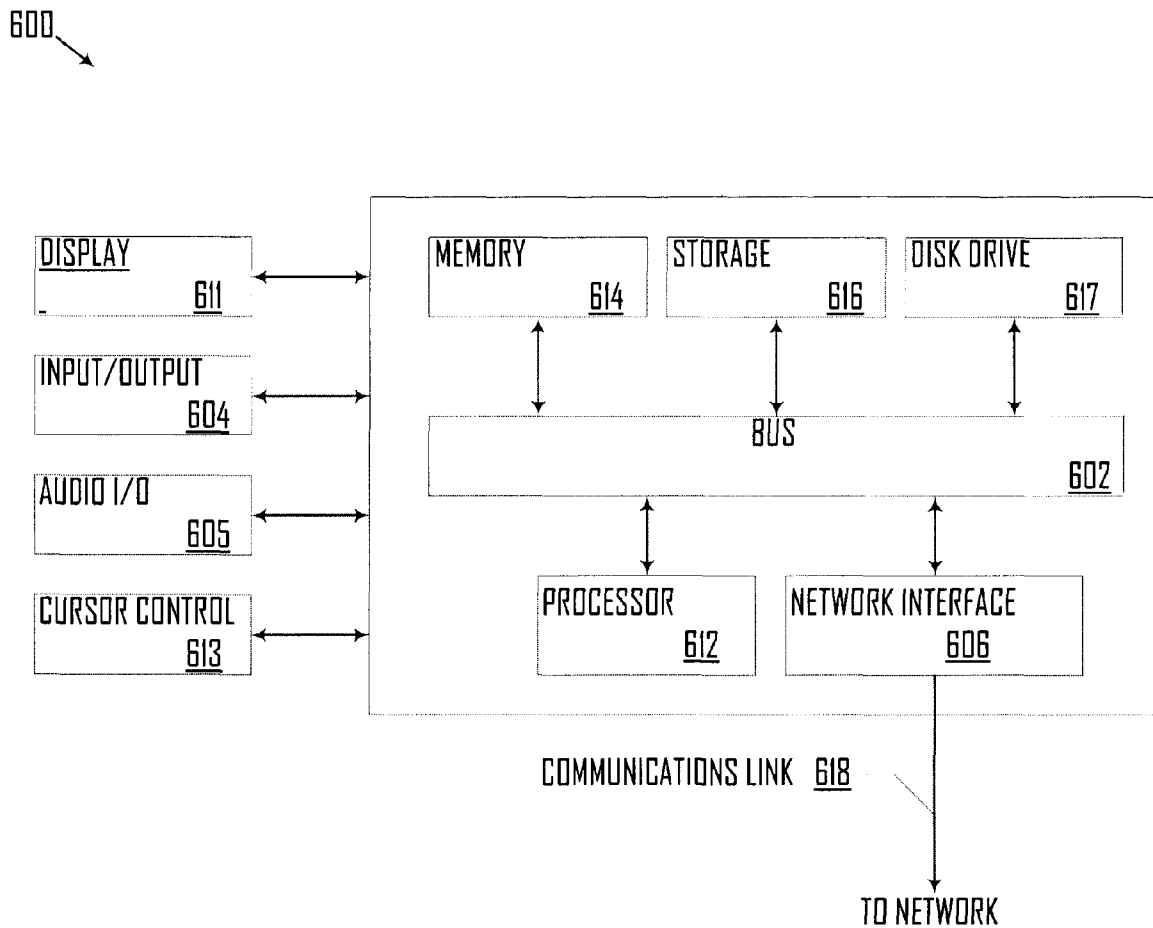 600
DISPLAY
611
INPUT/OUTPUT
604
AUDIO I/O
605
CURSOR CONTROL
613
MEMORY
614
STORAGE
616
DISK DRIVE
617
BUS
602
PROCESSOR
612
NETWORK INTERFACE
606
COMMUNICATIONS LINK 618
TO NETWORK